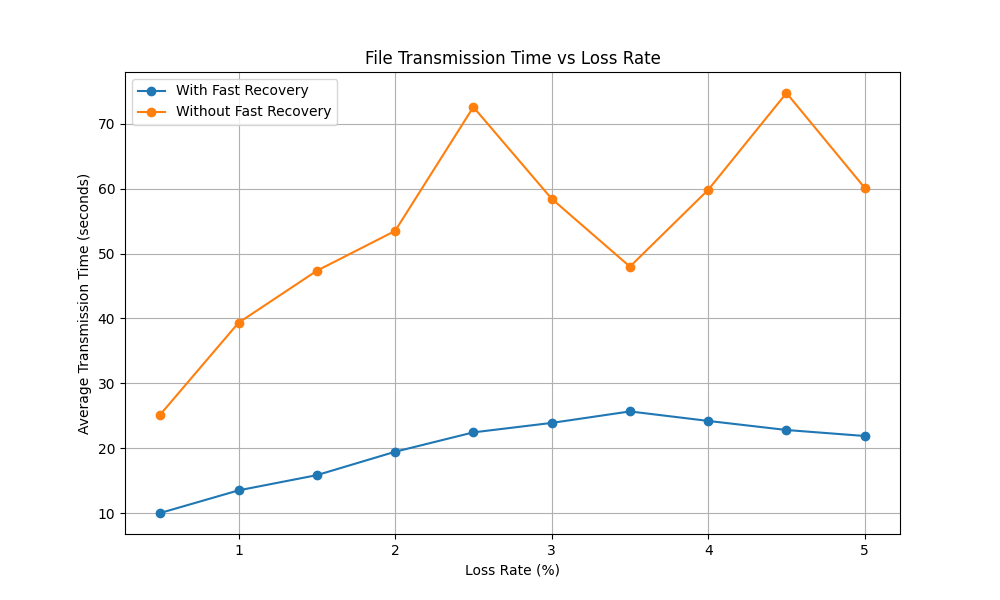 File Transmission Time vs Loss Rate
With Fast Recovery
Without Fast Recovery
Average Transmission Time (seconds)
70
60
50
40
30
20
10
1 2 3 4 5
Loss Rate (%)